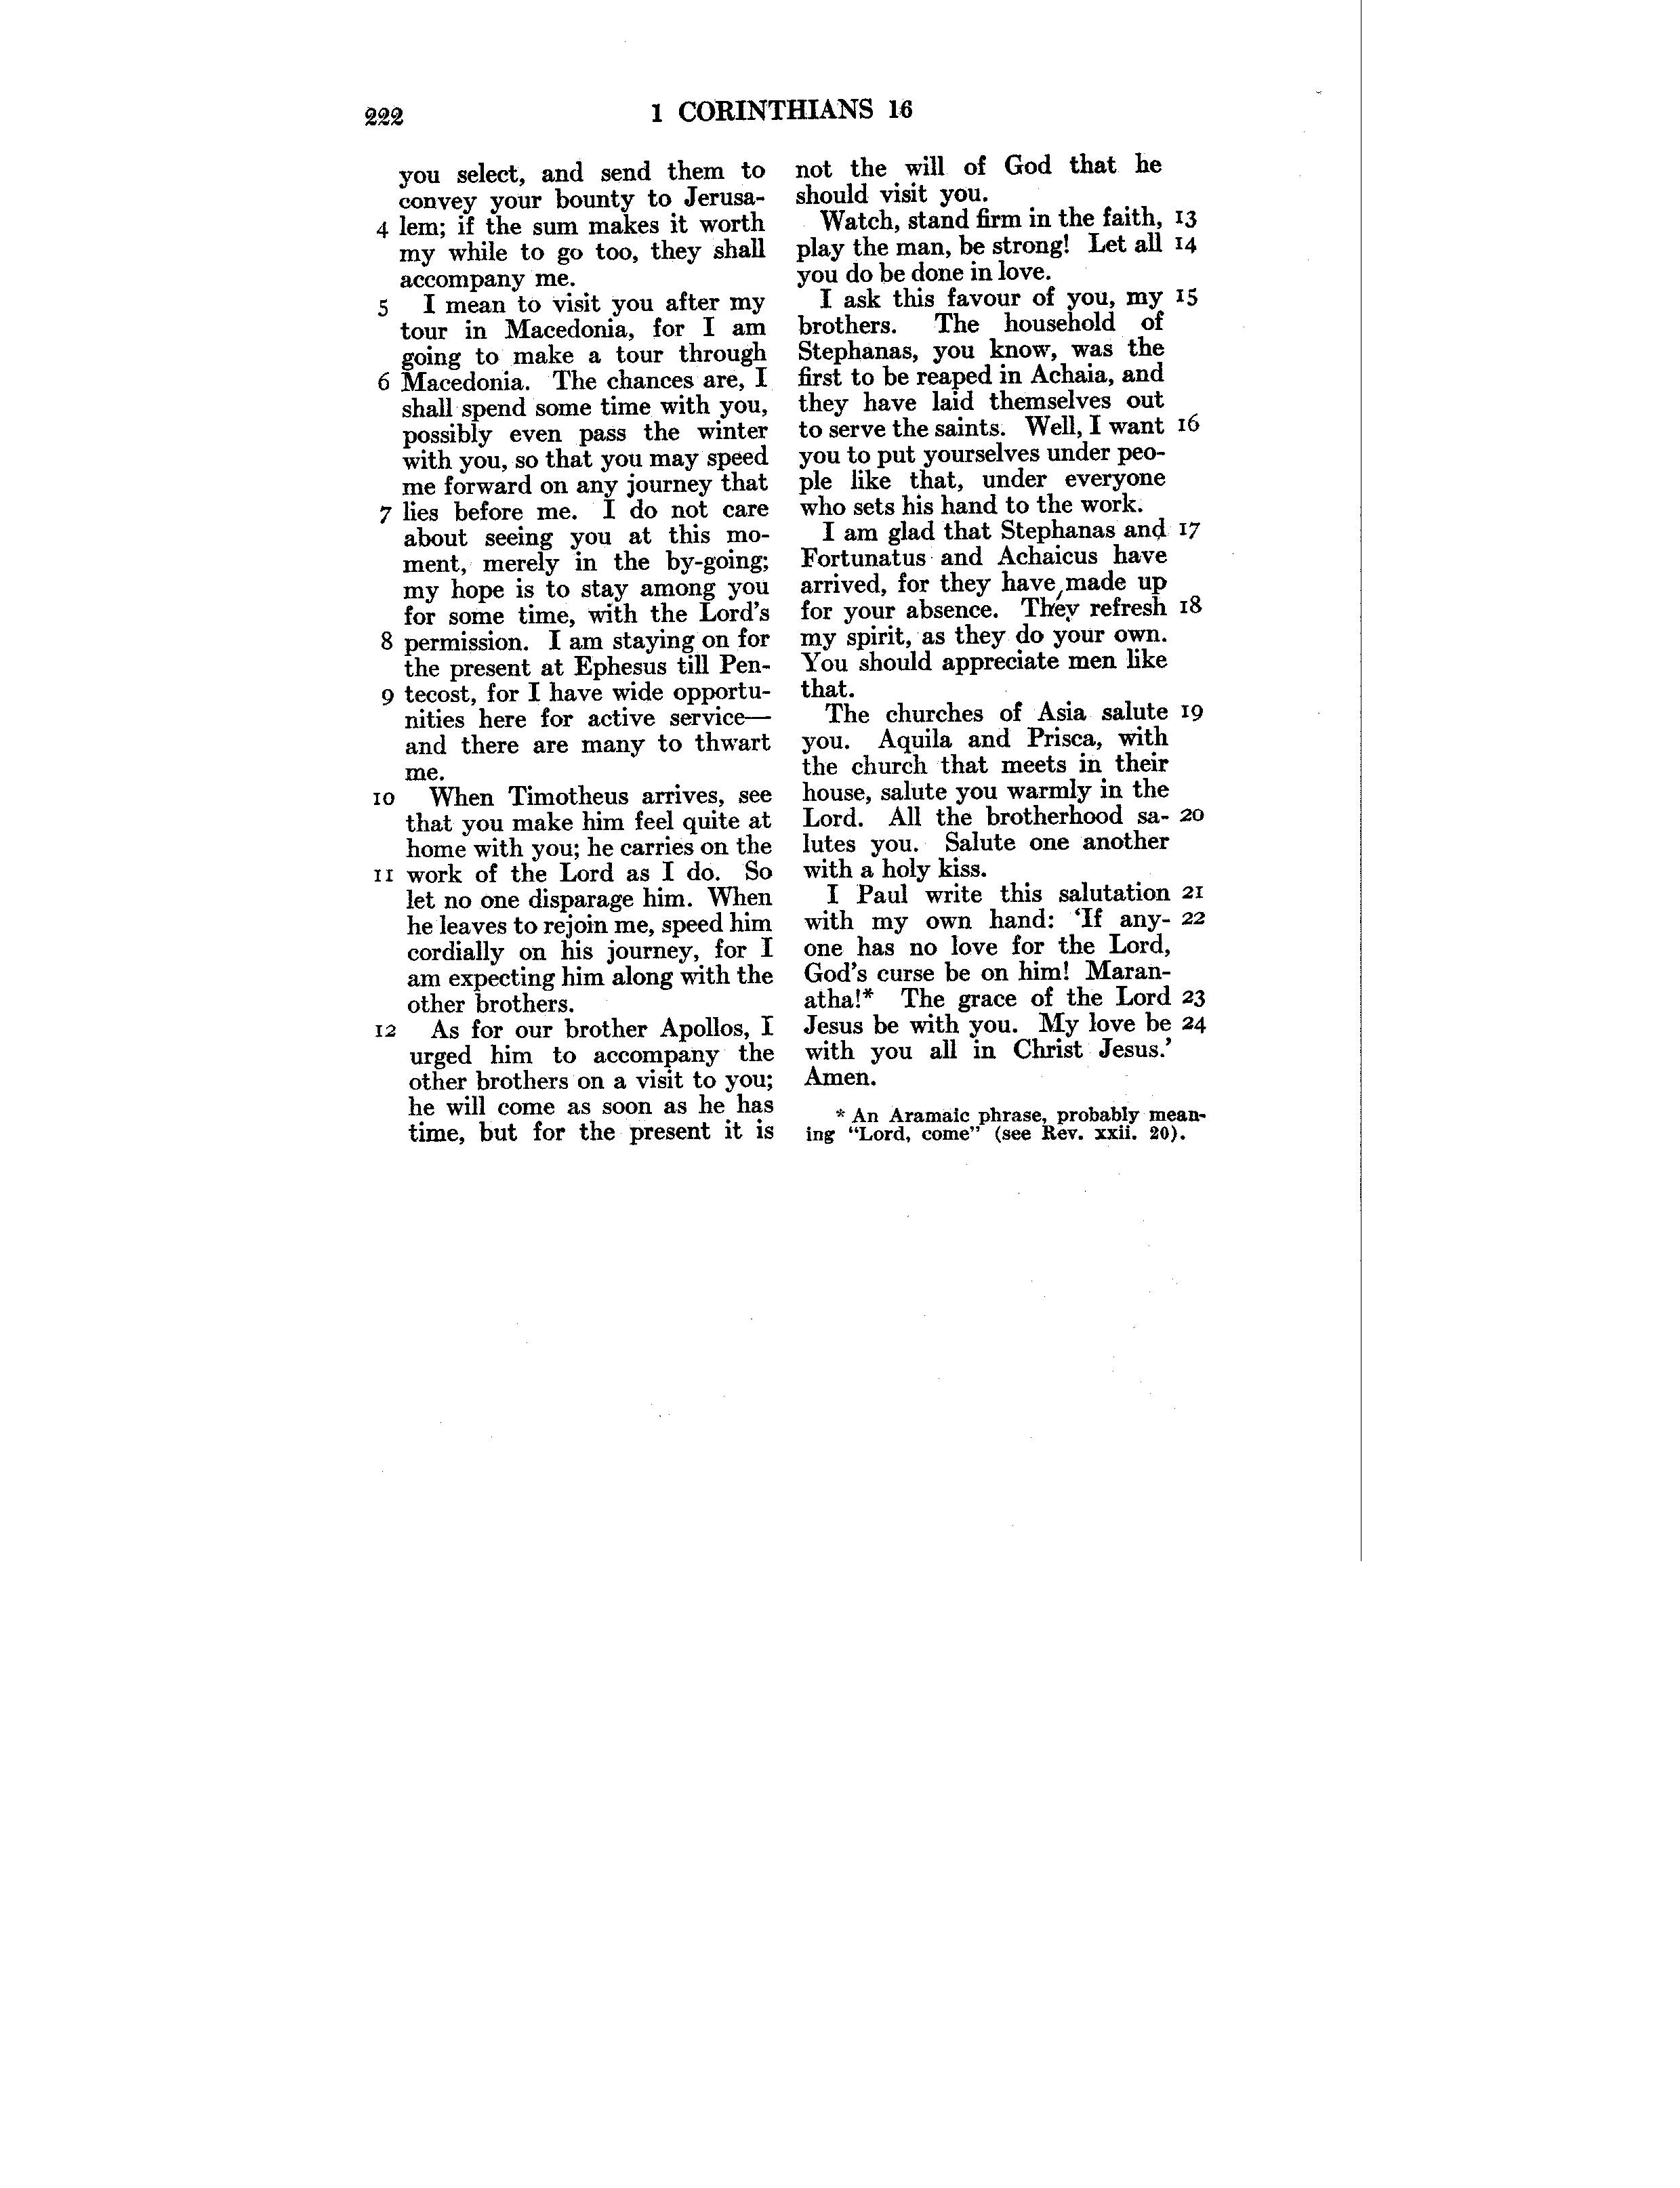 222
1 CORINTHIANS 16
you select, and send them to
convey your bounty to Jerusa-
4 lem; if the sum makes it worth
my while to go too, they shall
accompany me.
5 I mean to visit you after my
tour in Macedonia, for I am
going to make a tour through
6 Macedonia. The chances are, I
shall spend some time with you,
possibly even pass the winter
with you, so that you may speed
me forward on any journey that
7 lies before me. I do not care
about seeing you at this mo-
ment, merely in the by-going;
my hope is to stay among you
for some time, with the Lord's
8 permission. I am staying on for
the present at Ephesus till Pen-
9 tecost, for I have wide opportu-
nities here for active service—
and there are many to thwart
me.
10 When Timotheus arrives, see
that you make him feel quite at
home with you; he carries on the
11 work of the Lord as I do. So
let no one disparage him. When
he leaves to rejoin me, speed him
cordially on his journey, for I
am expecting him along with the
other brothers.
12 As for our brother Apollos, I
urged him to accompany the
other brothers on a visit to you;
he will come as soon as he has
time, but for the present it is
not the will of God that he
should visit you.
Watch, stand firm in the faith, 13
play the man, be strong! Let all 14
you do be done in love.
I ask this favour of you, my 15
brothers. The household of
Stephanas, you know, was the
first to be reaped in Achaia, and
they have laid themselves out
to serve the saints. Well, I want 16
you to put yourselves under peo-
ple like that, under everyone
who sets his hand to the work.
I am glad that Stephanas and 17
Fortunatus and Achaicus have
arrived, for they have made up
for your absence. They refresh 18
my spirit, as they do your own.
You should appreciate men like
that.
The churches of Asia salute 19
you. Aquila and Prisca, with
the church that meets in their
house, salute you warmly in the
Lord. All the brotherhood sa- 20
lutes you. Salute one another
with a holy kiss.
I Paul write this salutation 21
with my own hand: 'If any- 22
one has no love for the Lord,
God's curse be on him! Maran-
atha!* The grace of the Lord 23
Jesus be with you. My love be 24
with you all in Christ Jesus.'
Amen.
* An Aramaic phrase, probably mean-
ing "Lord, come" (see Rev. xxii. 20).